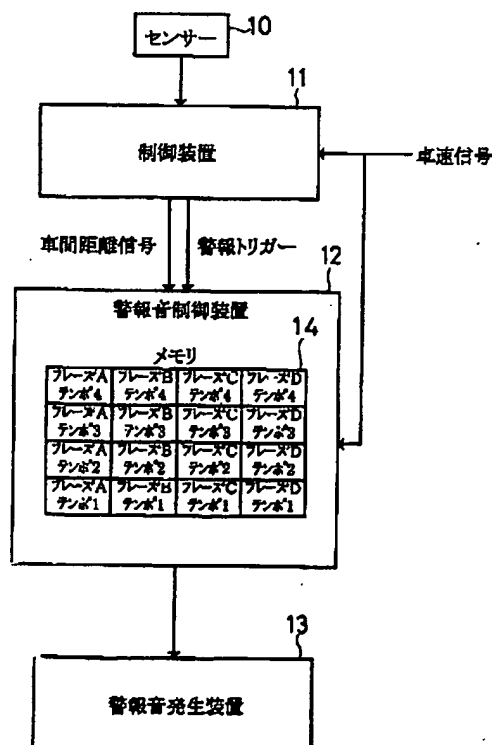 センサー
10
11
制御装置
車速信号
車間距離信号
警報トリガー
12
警報音制御装置
14
メモリ
フレーズA フレーズB フレーズC フレーズD
テンポ4 テンポ4 テンポ4 テンポ4
フレーズA フレーズB フレーズC フレーズD
テンポ3 テンポ3 テンポ3 テンポ3
フレーズA フレーズB フレーズC フレーズD
テンポ2 テンポ2 テンポ2 テンポ2
フレーズA フレーズB フレーズC フレーズD
テンポ1 テンポ1 テンポ1 テンポ1
13
警報音発生装置